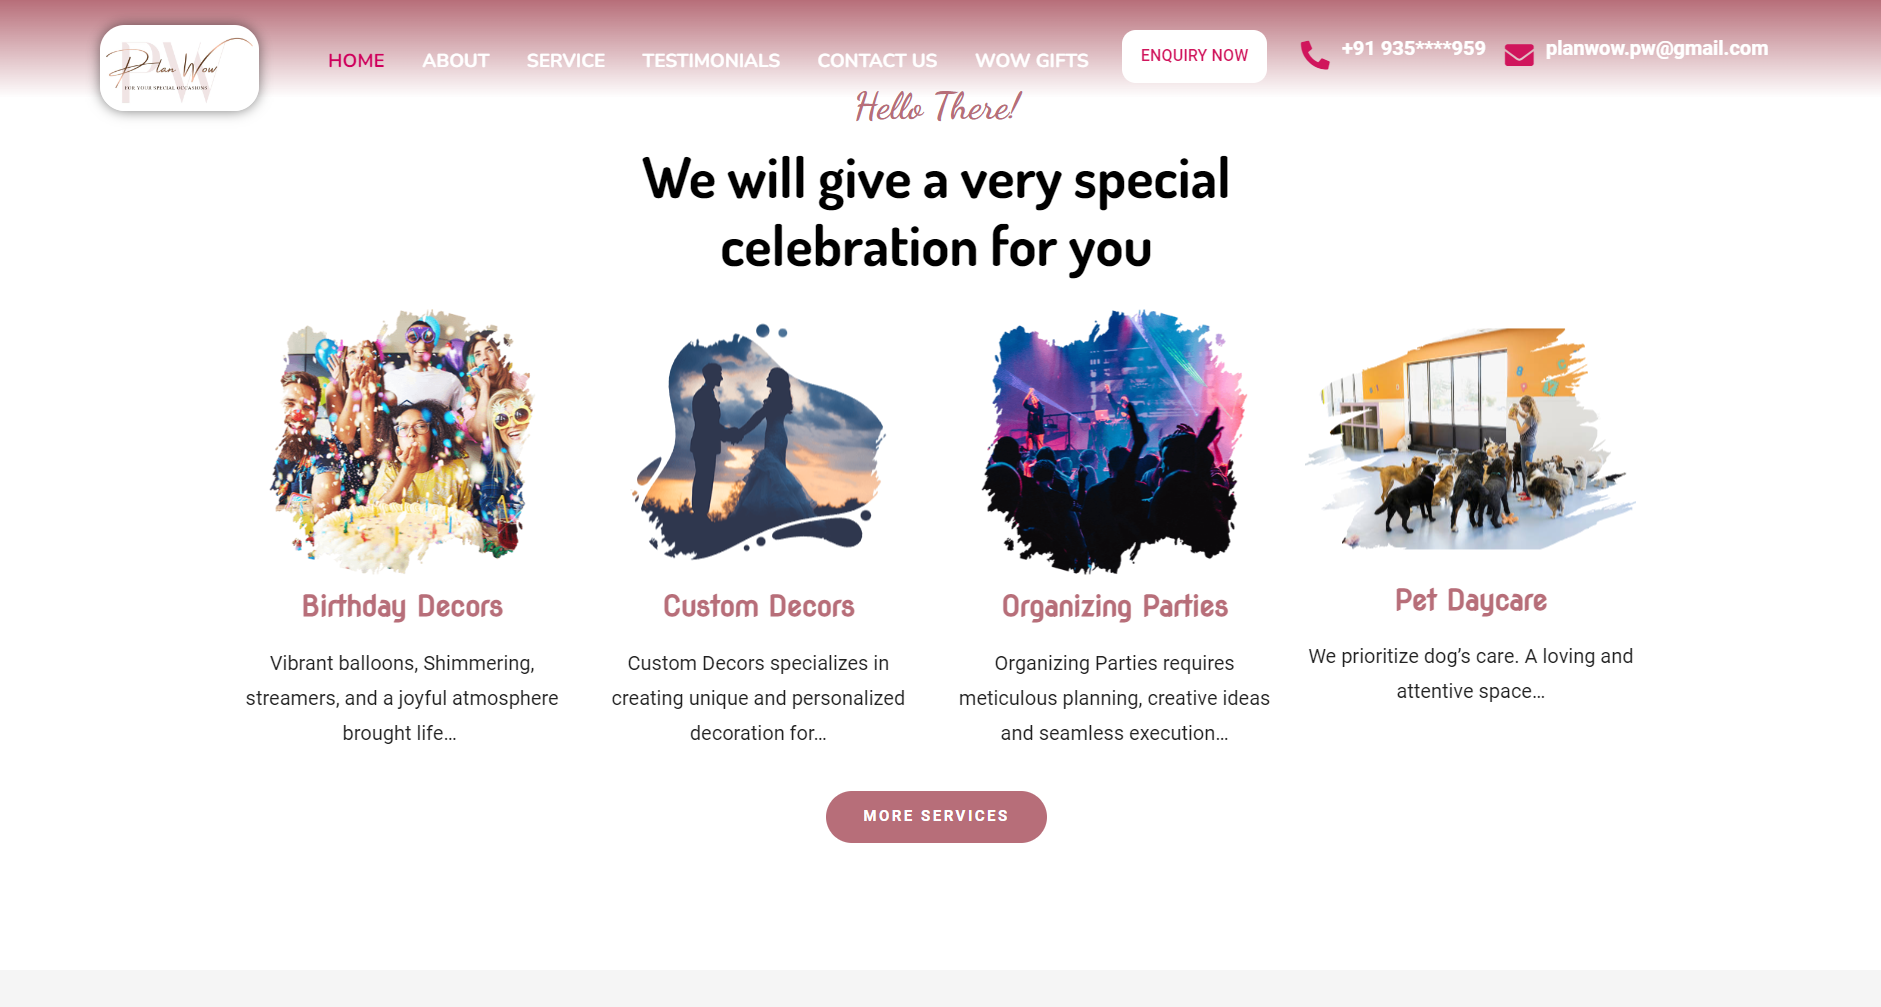 PW
Plan Wow
FOR YOUR SPECIAL OCCASIONS
HOME
ABOUT
SERVICE
TESTIMONIALS
CONTACT US
WOW GIFTS
ENQUIRY NOW
+91 935****959
planwow.pw@gmail.com
Hello There!
We will give a very special
celebration for you
Birthday Decors
Vibrant balloons, Shimmering,
streamers, and a joyful atmosphere
brought life...
Custom Decors
Custom Decors specializes in
creating unique and personalized
decoration for...
Organizing Parties
Organizing Parties requires
meticulous planning, creative ideas
and seamless execution...
Pet Daycare
We prioritize dog’s care. A loving and
attentive space...
MORE SERVICES